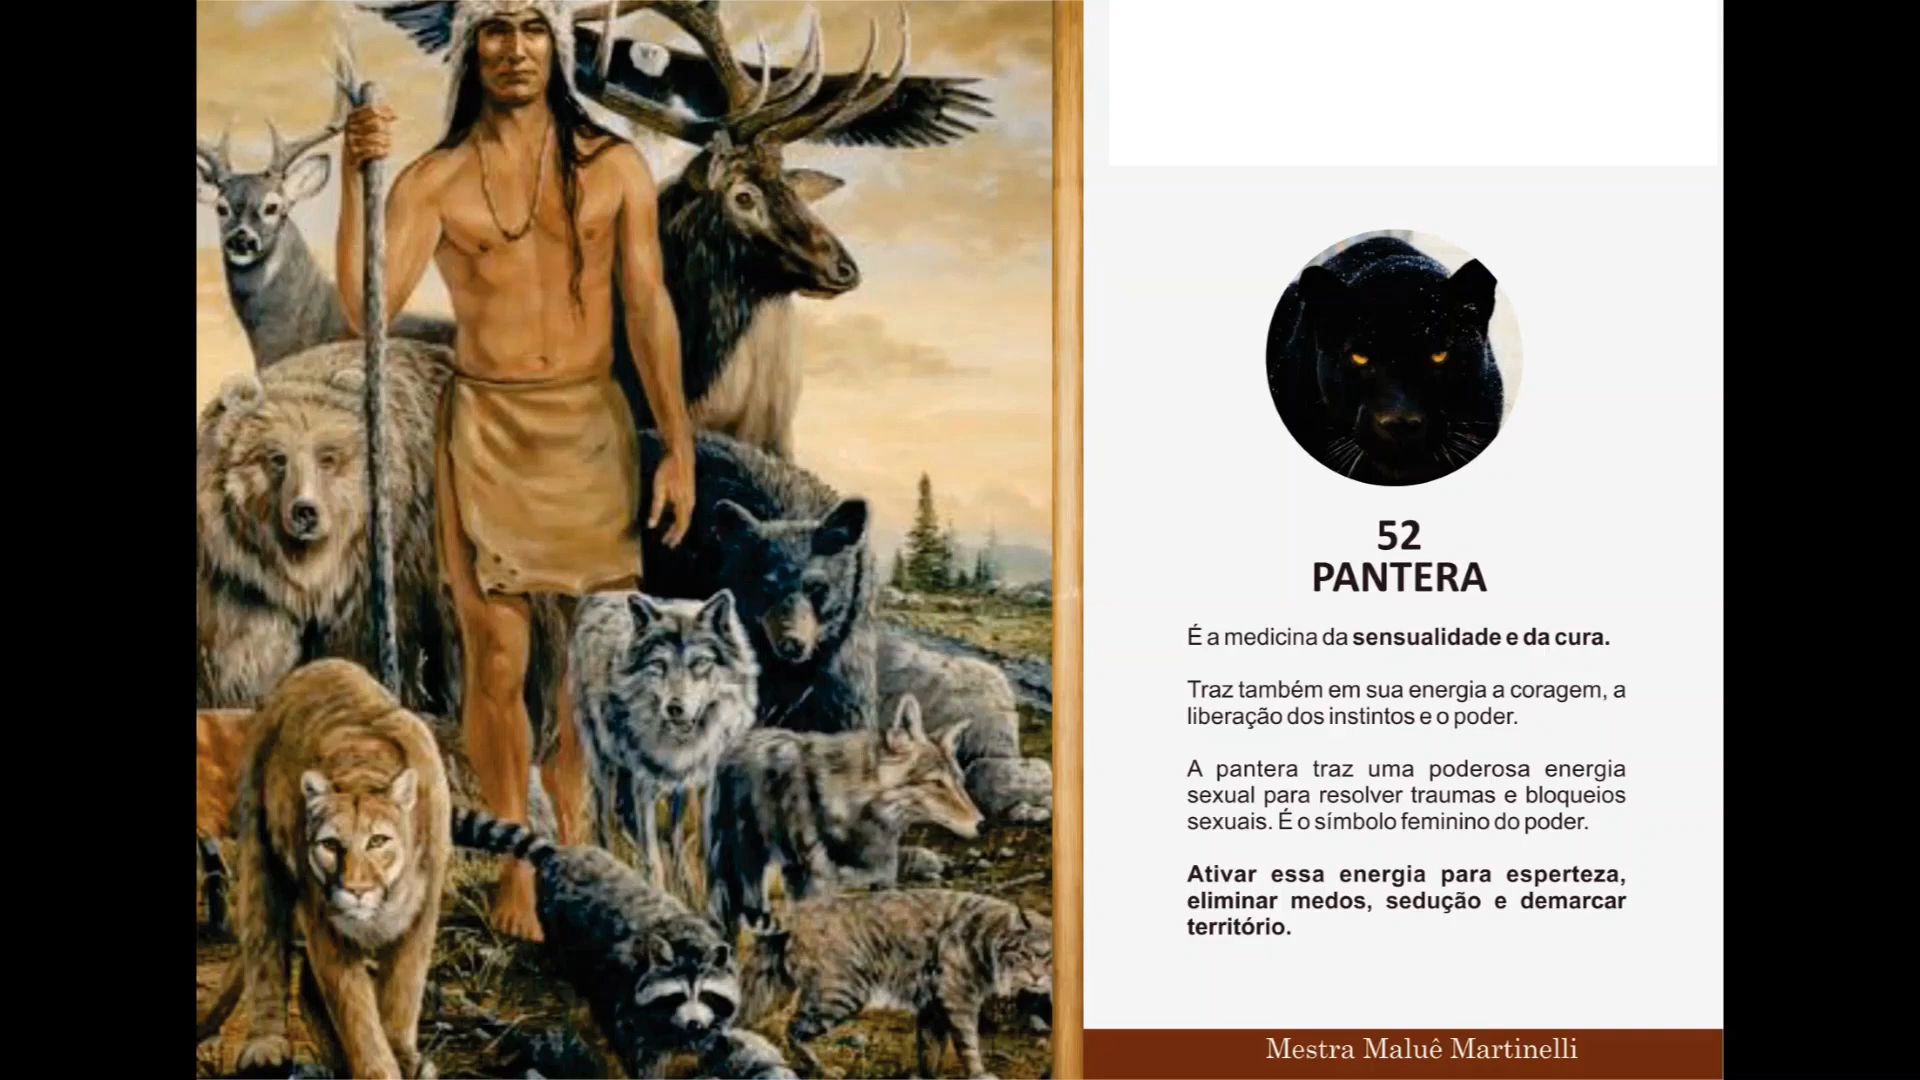 52
PANTERA
É a medicina da sensualidade e da cura.
Traz também em sua energia a coragem, a
liberação dos instintos e o poder.
A pantera traz uma poderosa energia
sexual para resolver traumas e bloqueios
sexuais. É o símbolo feminino do poder.
Ativar essa energia para esperteza,
eliminar medos, sedução e demarcar
território.
Mestra Maluê Martinelli